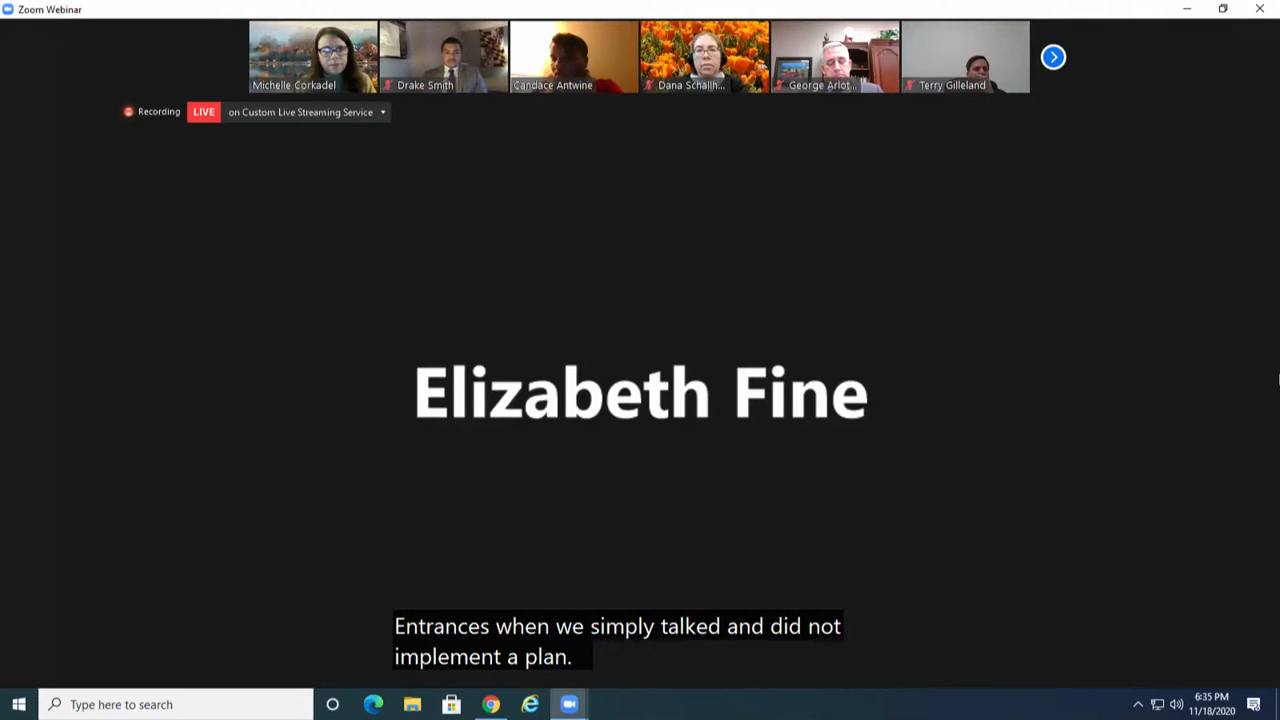 Zoom Webinar
Michelle Corkadel
Drake Smith
Candace Antwine
Dana Schallh...
George Arlot...
Terry Gilleland
Recording
LIVE
on Custom Live Streaming Service
Elizabeth Fine
Entrances when we simply talked and did not
implement a plan.
Type here to search
6:35 PM
11/18/2020